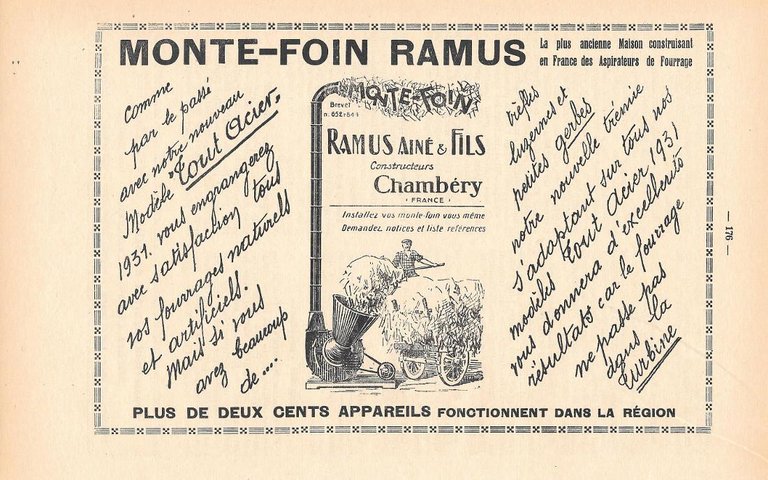 MONTE-FOIN RAMUS
La plus ancienne Maison construisant
en France des Aspirateurs de Fourrage
comme
par le passé
avec notre nouveau
Modèle tout Acier.
1931. vous engrangerez
avec satisfaction tous
vos fourrages naturels
et artificiels.
Mais si vous
avez beaucoup
de....
MONTE-FOIN
Brevet
n. 652-844
RAMUS AINÉ & FILS
Constructeurs
Chambéry
· FRANCE ·
Installez vos monte-foin vous même
Demandez notices et liste références
trèfles
luzernes et
petites gerbes
notre nouvelle trémie
s'adaptant sur tous nos
modèles tout Acier 1931
vous donnera d'excellents
résultats car le fourrage
ne passe pas
dans la
turbine
PLUS DE DEUX CENTS APPAREILS FONCTIONNENT DANS LA RÉGION
— 176 —